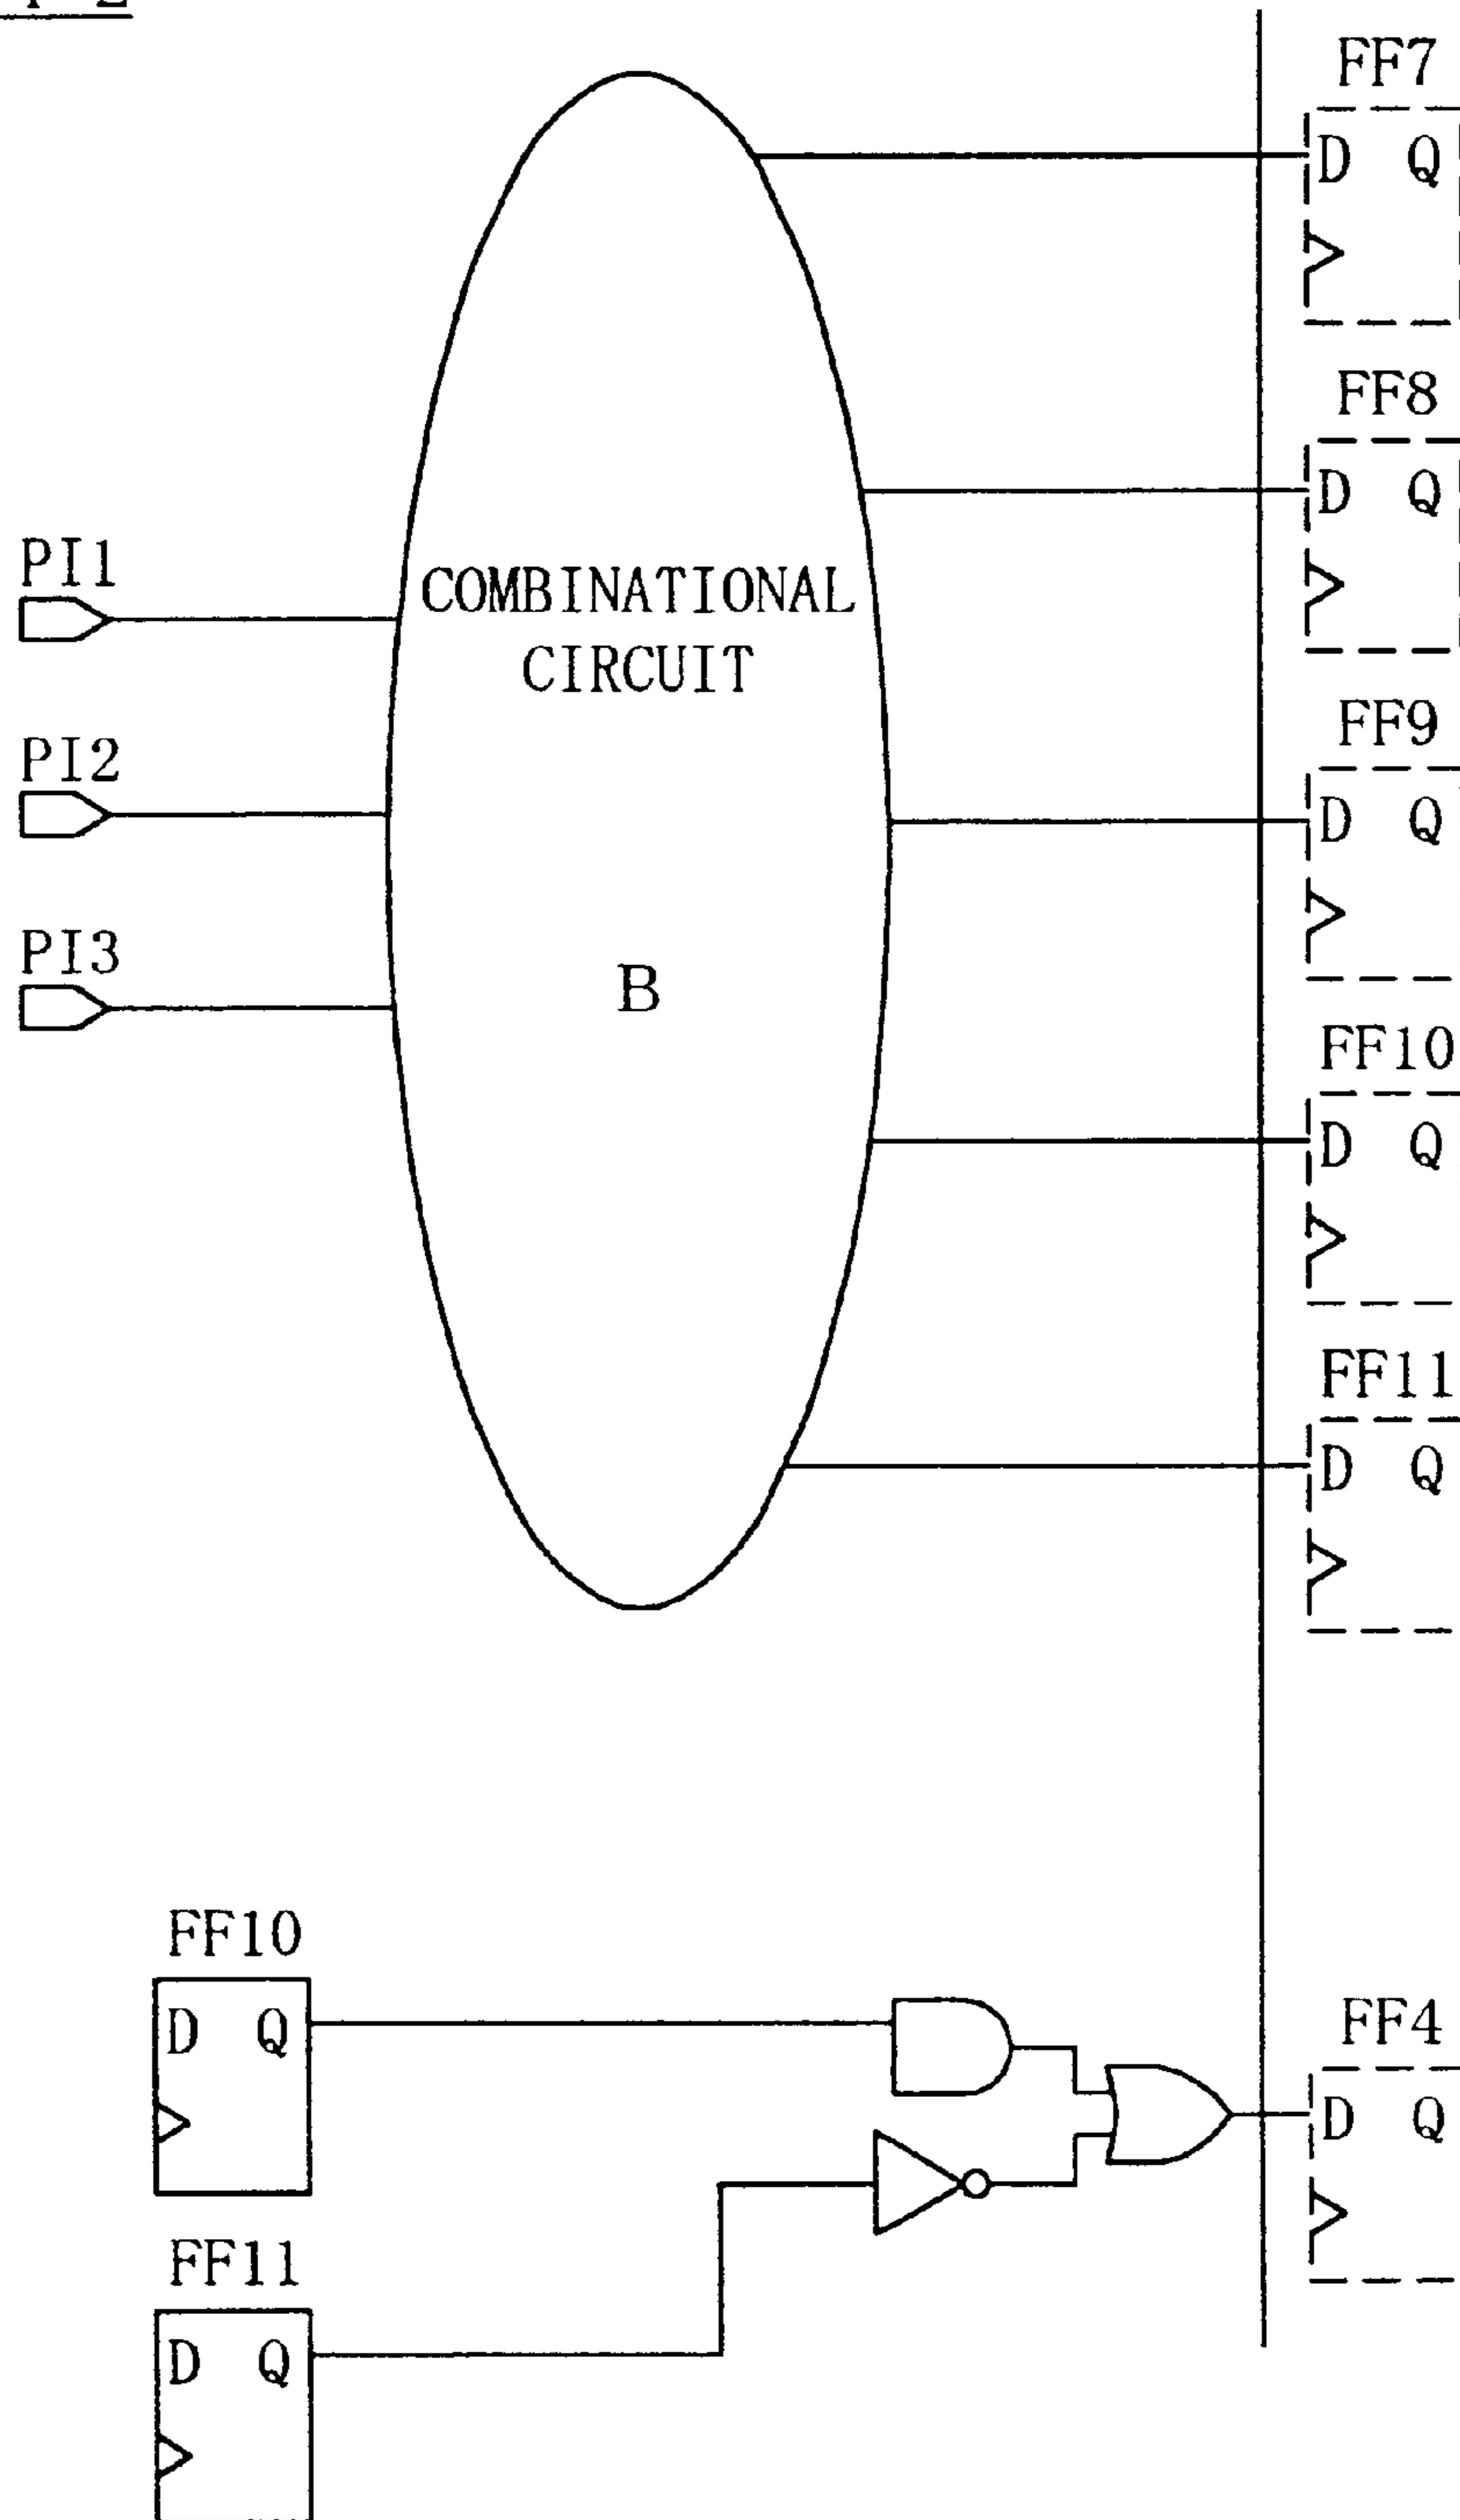 FF7
D Q
FF8
D Q
PI1
COMBINATIONAL
CIRCUIT
PI2
FF9
D Q
PI3
B
FF10
D Q
FF11
D Q
FF10
D Q
FF4
D Q
FF11
D Q